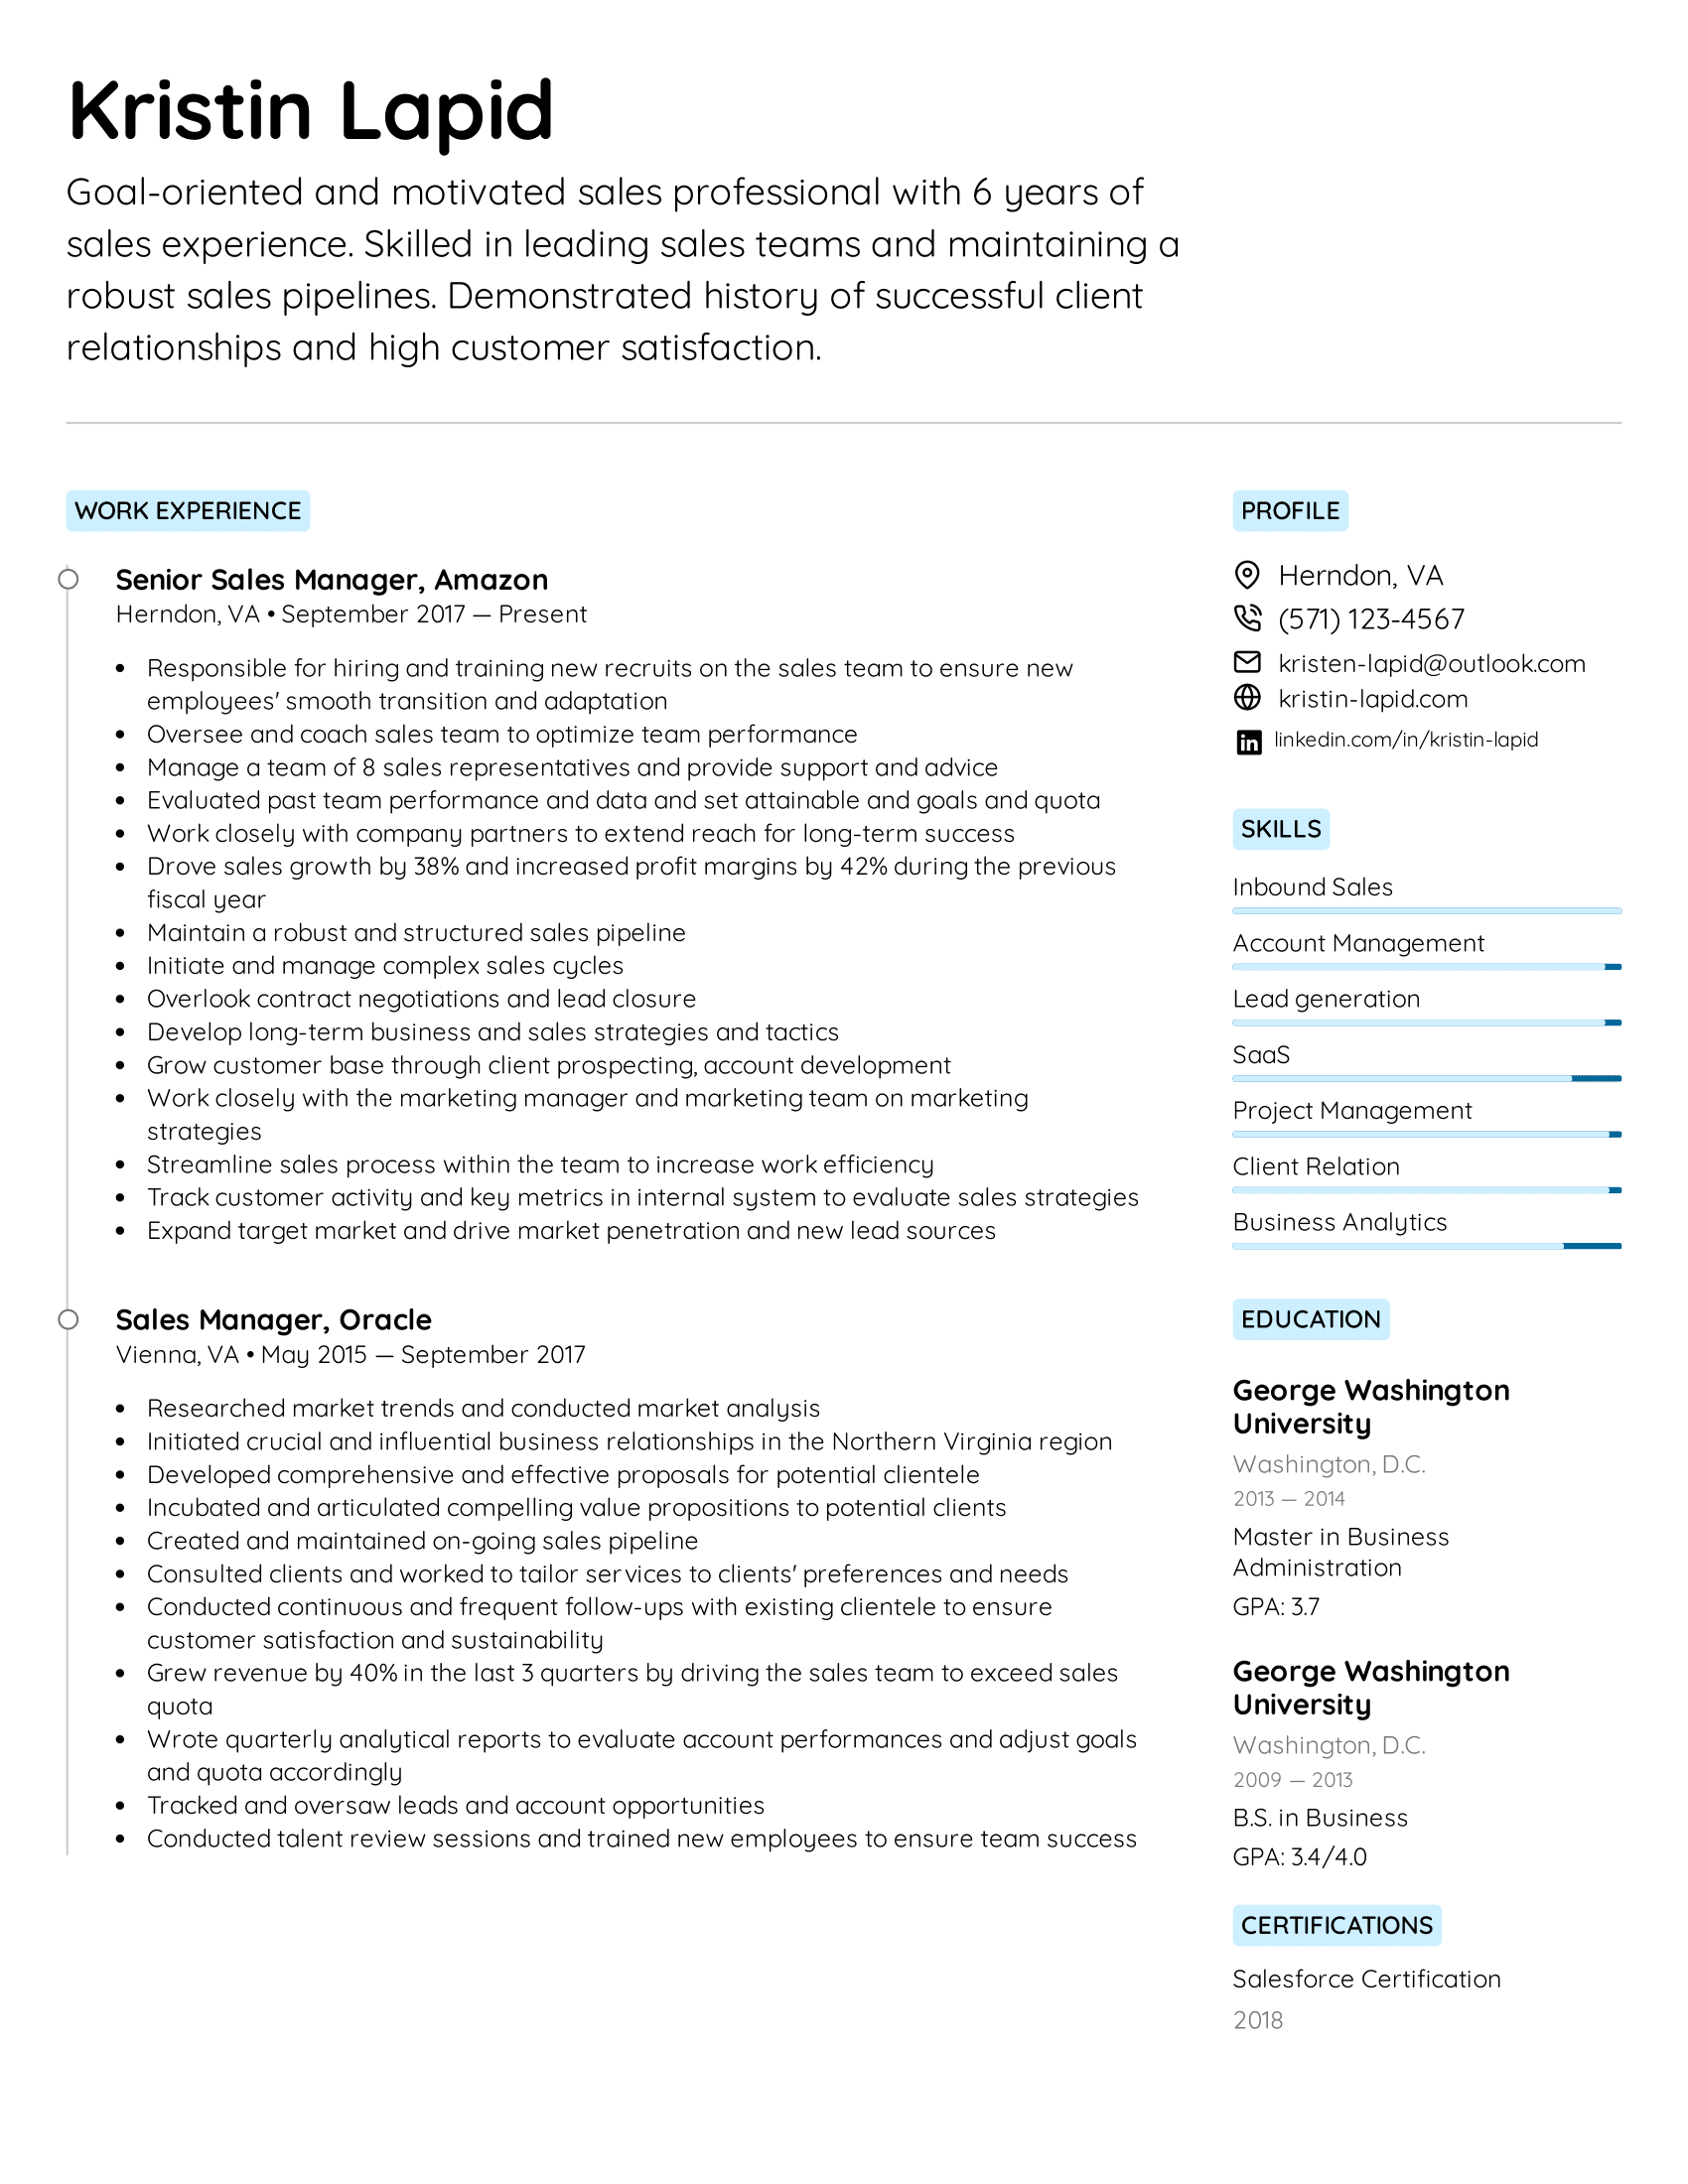 Kristin Lapid
Goal-oriented and motivated sales professional with 6 years of
sales experience. Skilled in leading sales teams and maintaining a
robust sales pipelines. Demonstrated history of successful client
relationships and high customer satisfaction.
WORK EXPERIENCE
Senior Sales Manager, Amazon
Herndon, VA • September 2017 — Present
• Responsible for hiring and training new recruits on the sales team to ensure new
employees' smooth transition and adaptation
• Oversee and coach sales team to optimize team performance
• Manage a team of 8 sales representatives and provide support and advice
• Evaluated past team performance and data and set attainable and goals and quota
• Work closely with company partners to extend reach for long-term success
• Drove sales growth by 38% and increased profit margins by 42% during the previous
fiscal year
• Maintain a robust and structured sales pipeline
• Initiate and manage complex sales cycles
• Overlook contract negotiations and lead closure
• Develop long-term business and sales strategies and tactics
• Grow customer base through client prospecting, account development
• Work closely with the marketing manager and marketing team on marketing
strategies
• Streamline sales process within the team to increase work efficiency
• Track customer activity and key metrics in internal system to evaluate sales strategies
• Expand target market and drive market penetration and new lead sources
Sales Manager, Oracle
Vienna, VA • May 2015 — September 2017
• Researched market trends and conducted market analysis
• Initiated crucial and influential business relationships in the Northern Virginia region
• Developed comprehensive and effective proposals for potential clientele
• Incubated and articulated compelling value propositions to potential clients
• Created and maintained on-going sales pipeline
• Consulted clients and worked to tailor services to clients' preferences and needs
• Conducted continuous and frequent follow-ups with existing clientele to ensure
customer satisfaction and sustainability
• Grew revenue by 40% in the last 3 quarters by driving the sales team to exceed sales
quota
• Wrote quarterly analytical reports to evaluate account performances and adjust goals
and quota accordingly
• Tracked and oversaw leads and account opportunities
• Conducted talent review sessions and trained new employees to ensure team success
PROFILE
Herndon, VA
(571) 123-4567
kristen-lapid@outlook.com
kristin-lapid.com
linkedin.com/in/kristin-lapid
SKILLS
Inbound Sales
Account Management
Lead generation
SaaS
Project Management
Client Relation
Business Analytics
EDUCATION
George Washington
University
Washington, D.C.
2013 — 2014
Master in Business
Administration
GPA: 3.7
George Washington
University
Washington, D.C.
2009 — 2013
B.S. in Business
GPA: 3.4/4.0
CERTIFICATIONS
Salesforce Certification
2018